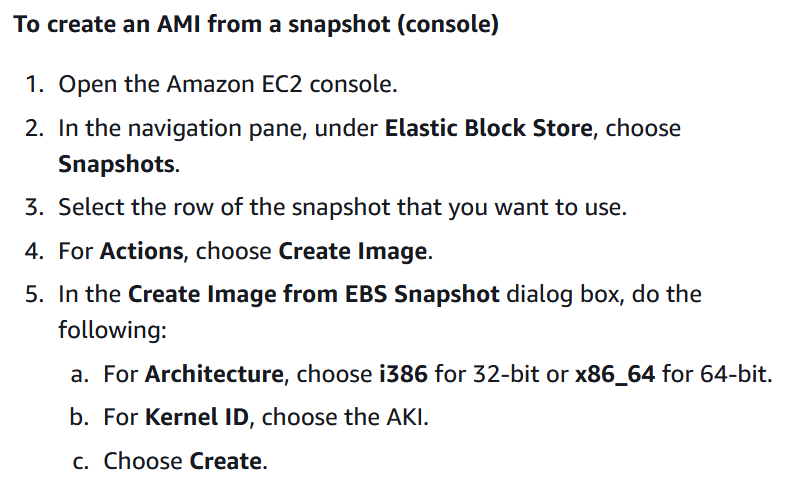 To create an AMI from a snapshot (console)
1. Open the Amazon EC2 console.
2. In the navigation pane, under Elastic Block Store, choose
Snapshots.
3. Select the row of the snapshot that you want to use.
4. For Actions, choose Create Image.
5. In the Create Image from EBS Snapshot dialog box, do the
following:
a. For Architecture, choose i386 for 32-bit or x86_64 for 64-bit.
b. For Kernel ID, choose the AKI.
c. Choose Create.